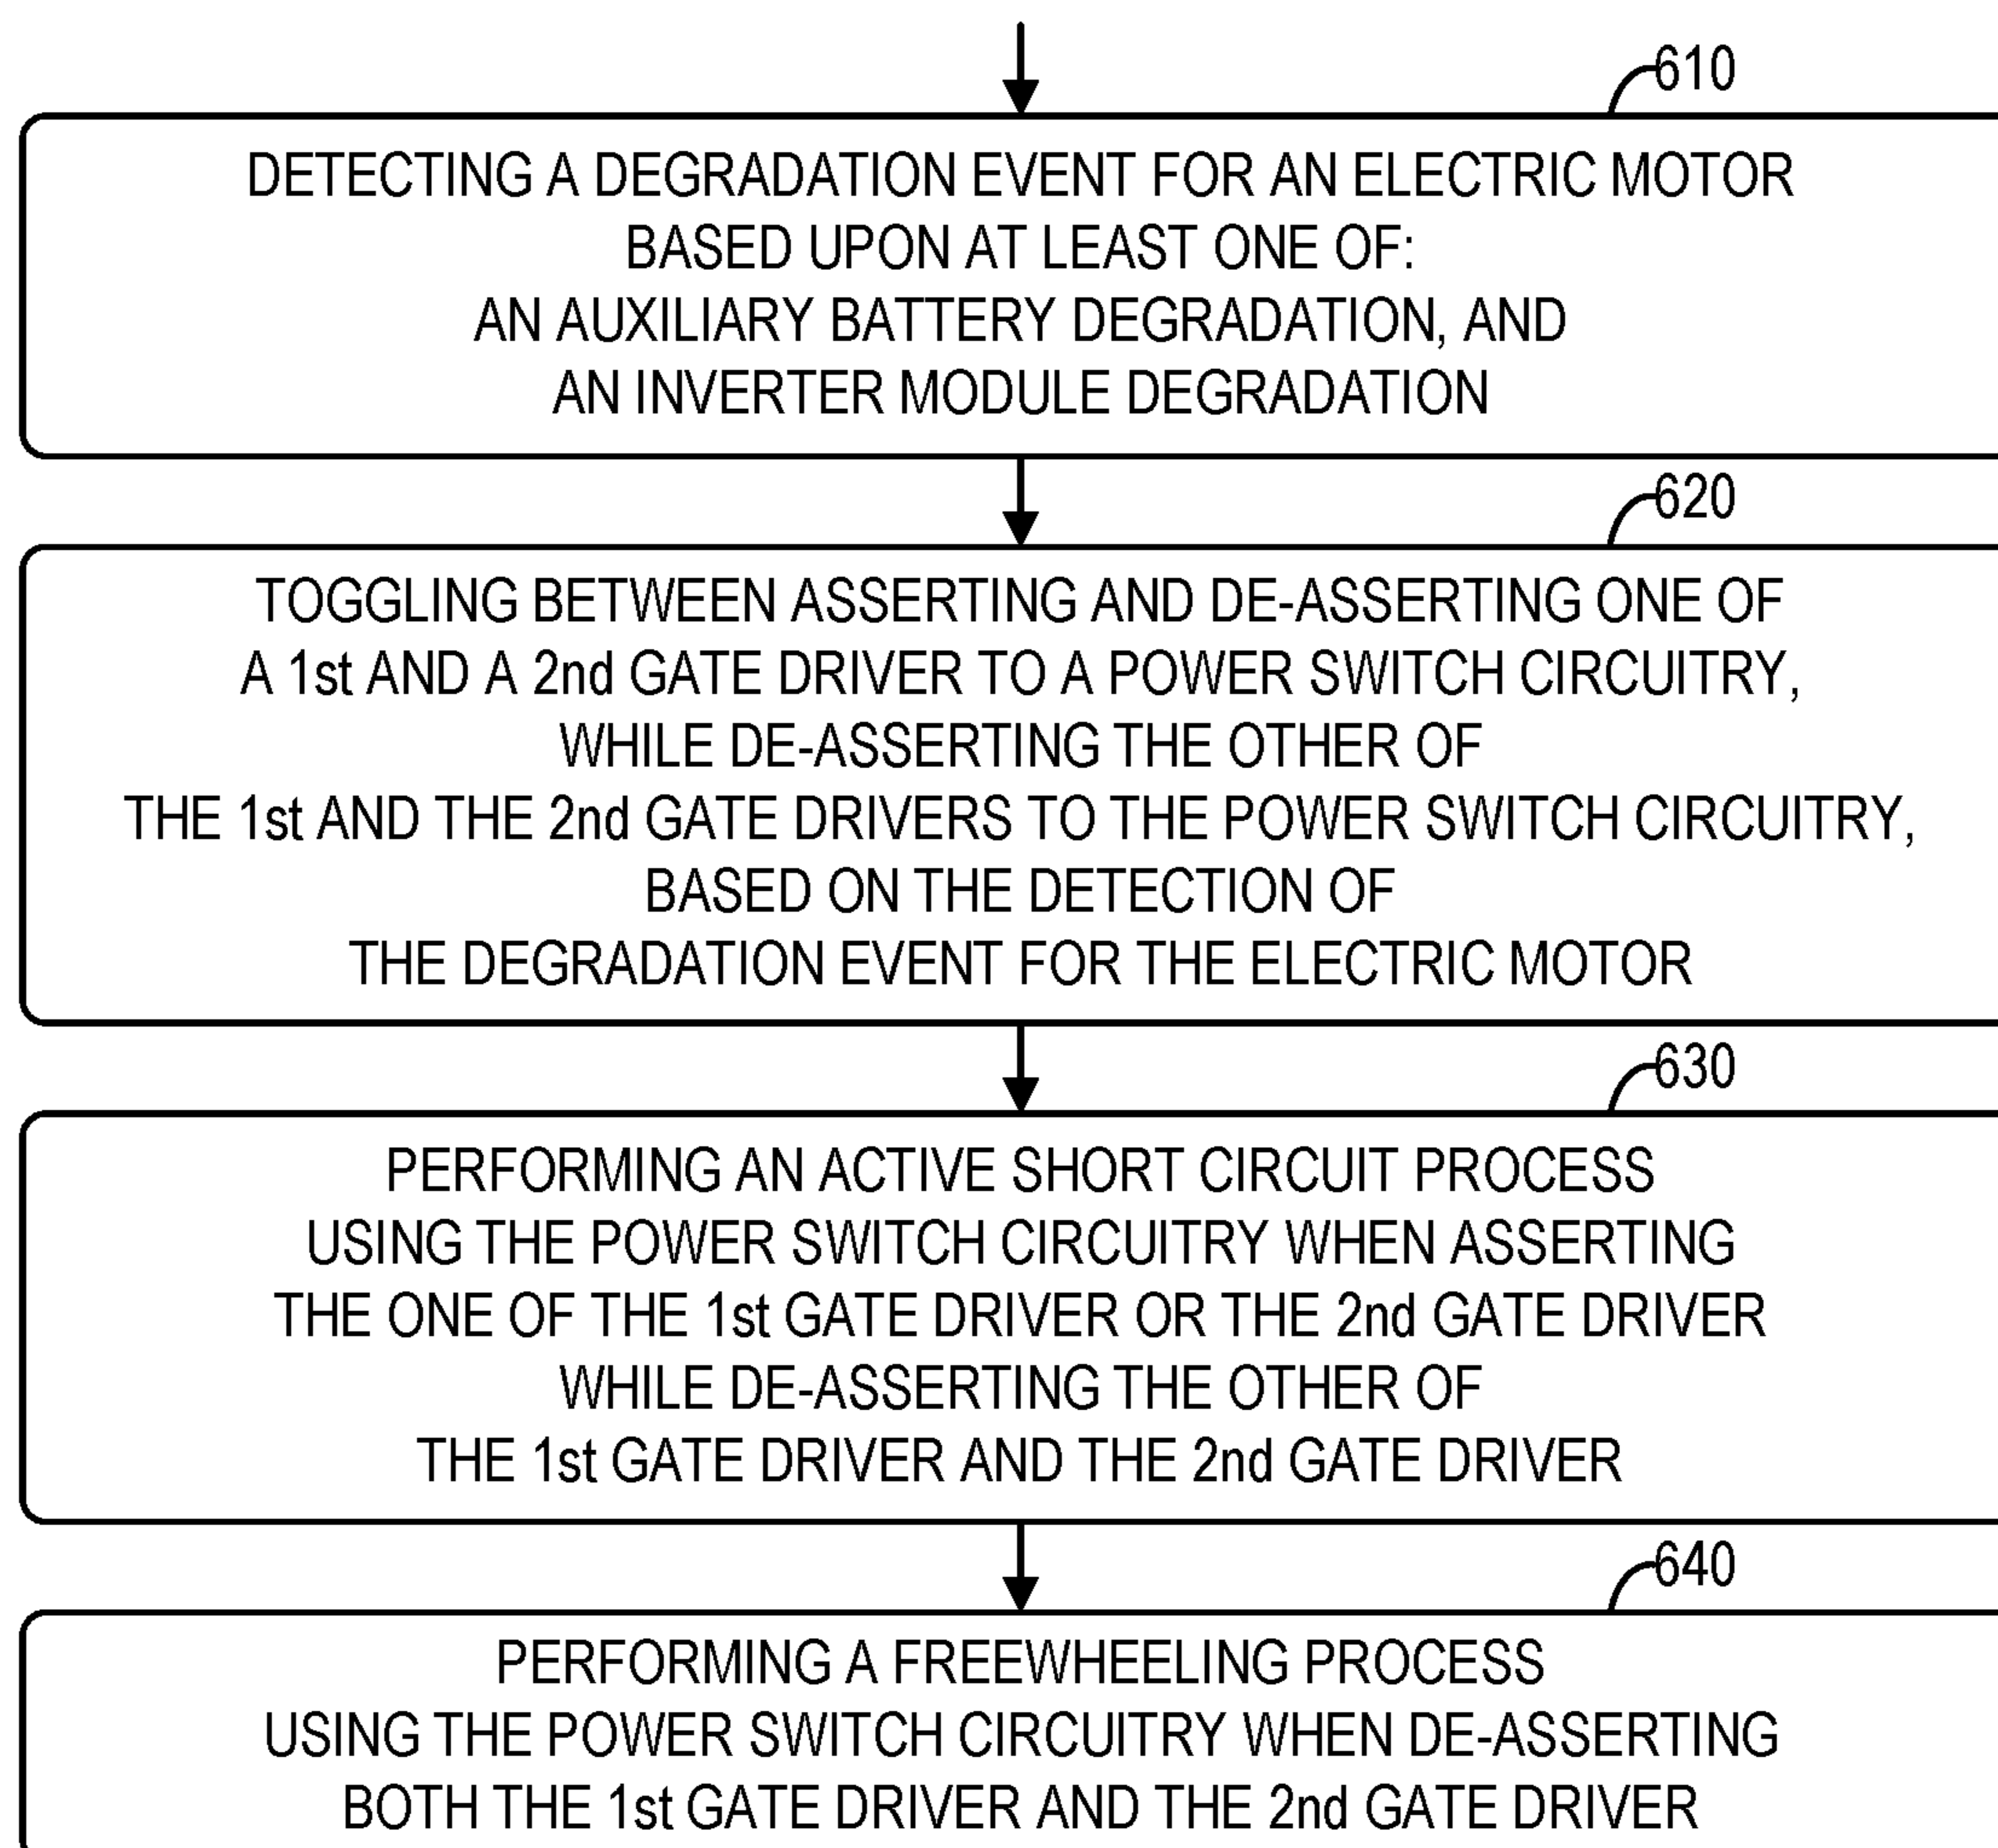 610
DETECTING A DEGRADATION EVENT FOR AN ELECTRIC MOTOR
BASED UPON AT LEAST ONE OF:
AN AUXILIARY BATTERY DEGRADATION, AND
AN INVERTER MODULE DEGRADATION
620
TOGGLING BETWEEN ASSERTING AND DE-ASSERTING ONE OF
A 1st AND A 2nd GATE DRIVER TO A POWER SWITCH CIRCUITRY,
WHILE DE-ASSERTING THE OTHER OF
THE 1st AND THE 2nd GATE DRIVERS TO THE POWER SWITCH CIRCUITRY,
BASED ON THE DETECTION OF
THE DEGRADATION EVENT FOR THE ELECTRIC MOTOR
630
PERFORMING AN ACTIVE SHORT CIRCUIT PROCESS
USING THE POWER SWITCH CIRCUITRY WHEN ASSERTING
THE ONE OF THE 1st GATE DRIVER OR THE 2nd GATE DRIVER
WHILE DE-ASSERTING THE OTHER OF
THE 1st GATE DRIVER AND THE 2nd GATE DRIVER
640
PERFORMING A FREEWHEELING PROCESS
USING THE POWER SWITCH CIRCUITRY WHEN DE-ASSERTING
BOTH THE 1st GATE DRIVER AND THE 2nd GATE DRIVER